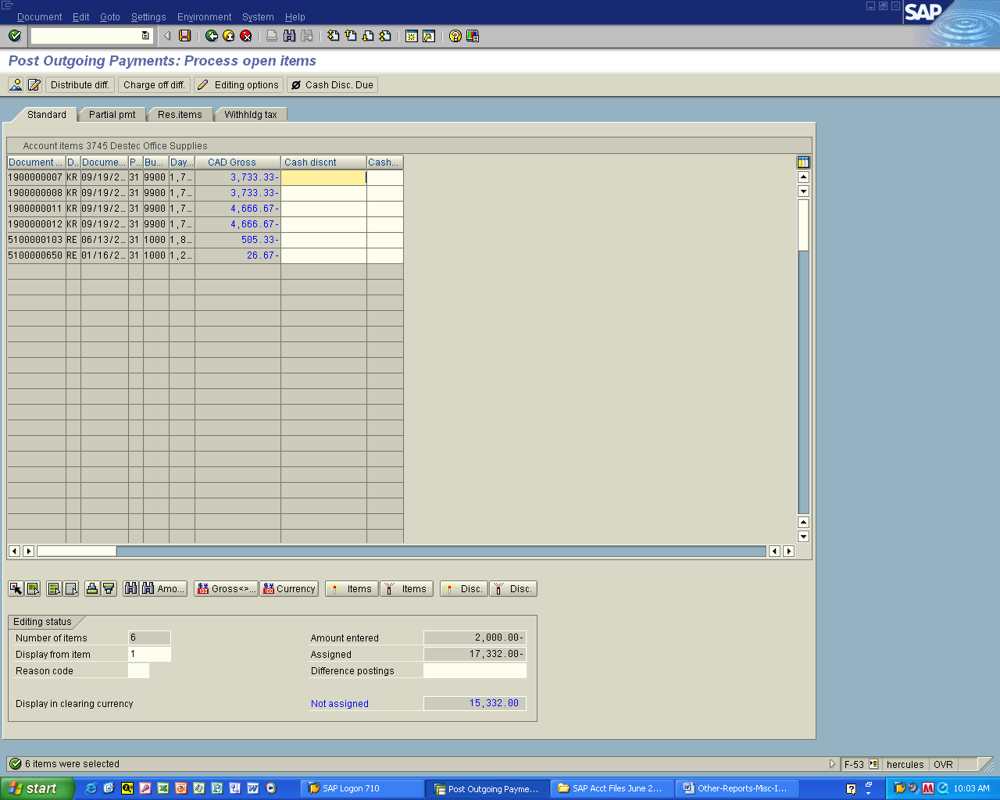 Document Edit Goto Settings Environment System Help
SAP
Post Outgoing Payments: Process open items
Distribute diff. Charge off diff. Editing options Cash Disc. Due
Standard Partial pmt Res.items Withhldg tax
Account items 3745 Destec Office Supplies
Document ... D.. Docume... P... Bu... Day... CAD Gross Cash discnt Cash...
1900000007 KR 09/19/2... 31 9900 1,7... 3,733.33-
1900000008 KR 09/19/2... 31 9900 1,7... 3,733.33-
1900000011 KR 09/19/2... 31 9900 1,7... 4,666.67-
1900000012 KR 09/19/2... 31 9900 1,7... 4,666.67-
5100000103 RE 06/13/2... 31 1000 1,8... 505.33-
5100000650 RE 01/16/2... 31 1000 1,2... 26.67-
Amo... Gross<>... Currency Items Items Disc. Disc.
Editing status
Number of items 6 Amount entered 2,000.00-
Display from item 1 Assigned 17,332.00-
Reason code Difference postings
Display in clearing currency Not assigned 15,332.00
6 items were selected F-53 hercules OVR
start SAP Logon 710 Post Outgoing Payme... SAP Acct Files June 2... Other-Reports-Misc-I... 10:03 AM